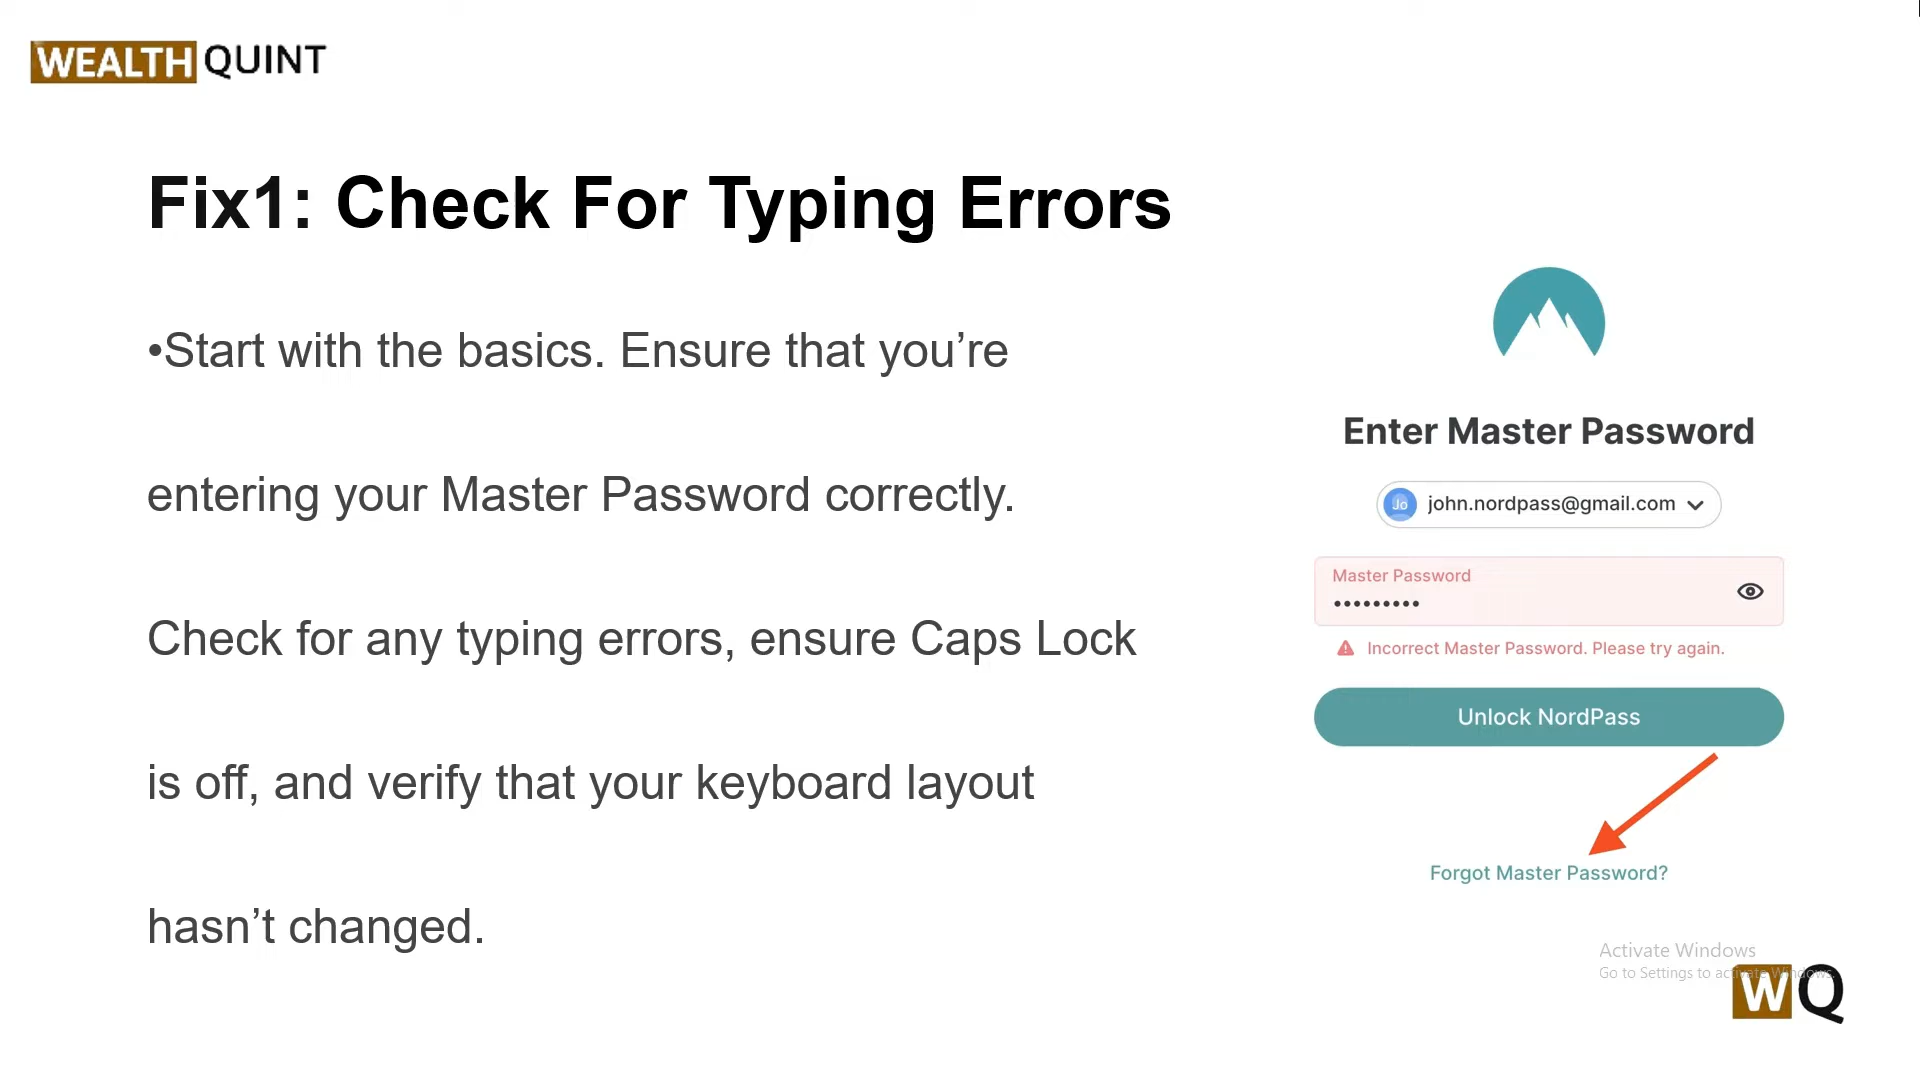 WEALTH QUINT
Fix1: Check For Typing Errors
•Start with the basics. Ensure that you’re
entering your Master Password correctly.
Check for any typing errors, ensure Caps Lock
is off, and verify that your keyboard layout
hasn’t changed.
Enter Master Password
Jo john.nordpass@gmail.com
Master Password
•••••••••
Incorrect Master Password. Please try again.
Unlock NordPass
Forgot Master Password?
Activate Windows
Go to Settings to activate Windows.
WQ